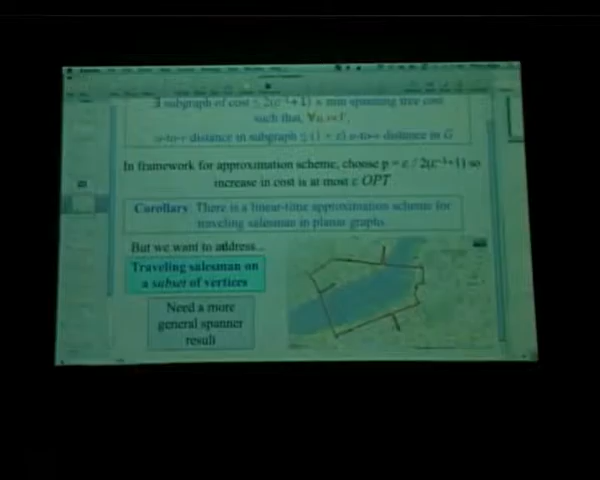 ∃ subgraph of cost ≤ 2(ε⁻¹+1) × min spanning tree cost
such that, ∀u,v∈V,
u-to-v distance in subgraph ≤ (1 + ε) u-to-v distance in G
In framework for approximation scheme, choose p = ε / 2(ε⁻¹+1) so
increase in cost is at most ε OPT
Corollary There is a linear-time approximation scheme for
traveling salesman in planar graphs.
But we want to address...
Traveling salesman on
a subset of vertices
Need a more
general spanner
result